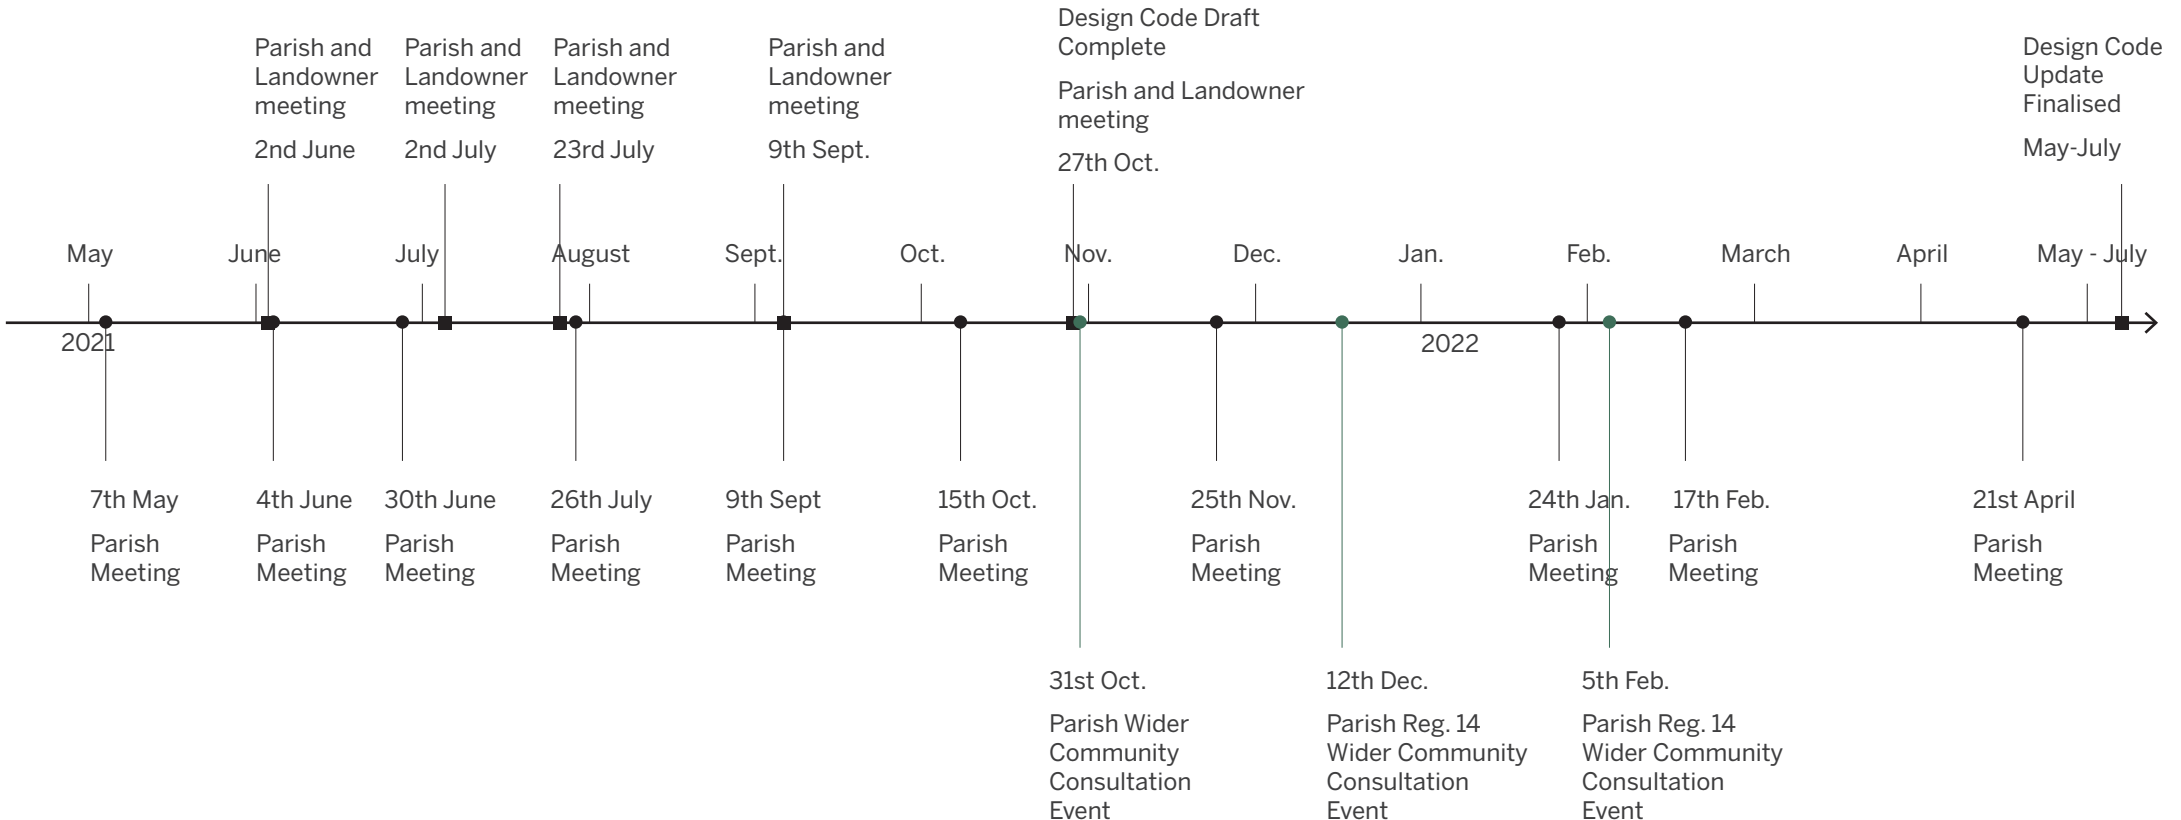 Parish and
Landowner
meeting
2nd June
Parish and
Landowner
meeting
2nd July
Parish and
Landowner
meeting
23rd July
Parish and
Landowner
meeting
9th Sept.
Design Code Draft
Complete
Parish and Landowner
meeting
27th Oct.
Design Code
Update
Finalised
May-July
May
June
July
August
Sept.
Oct.
Nov.
Dec.
Jan.
Feb.
March
April
May - July
2021
2022
7th May
Parish
Meeting
4th June
Parish
Meeting
30th June
Parish
Meeting
26th July
Parish
Meeting
9th Sept
Parish
Meeting
15th Oct.
Parish
Meeting
25th Nov.
Parish
Meeting
24th Jan.
Parish
Meeting
17th Feb.
Parish
Meeting
21st April
Parish
Meeting
31st Oct.
Parish Wider
Community
Consultation
Event
12th Dec.
Parish Reg. 14
Wider Community
Consultation
Event
5th Feb.
Parish Reg. 14
Wider Community
Consultation
Event